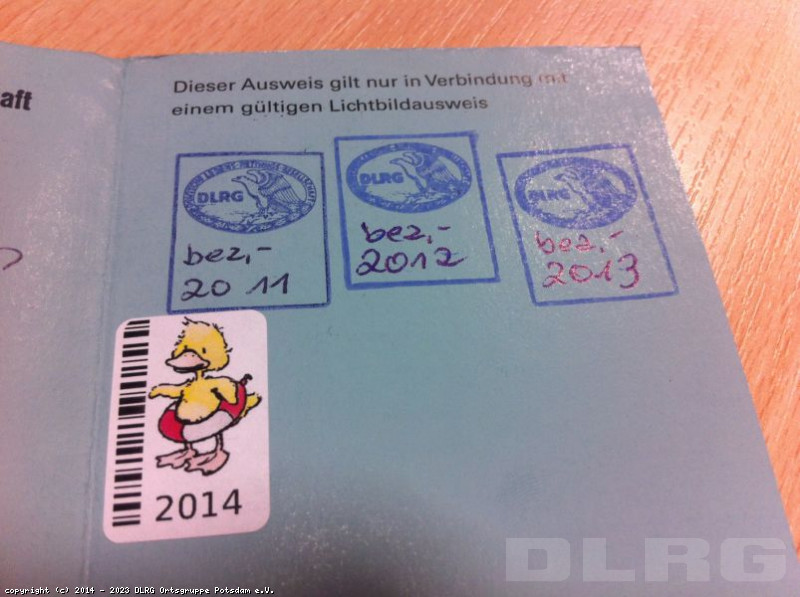 aft
Dieser Ausweis gilt nur in Verbindung mit
einem gültigen Lichtbildausweis
DLRG
bez,-
2011
DLRG
bez,-
2012
DLRG
bez,-
2013
2014
DLRG
copyright (c) 2014 - 2023 DLRG Ortsgruppe Potsdam e.V.